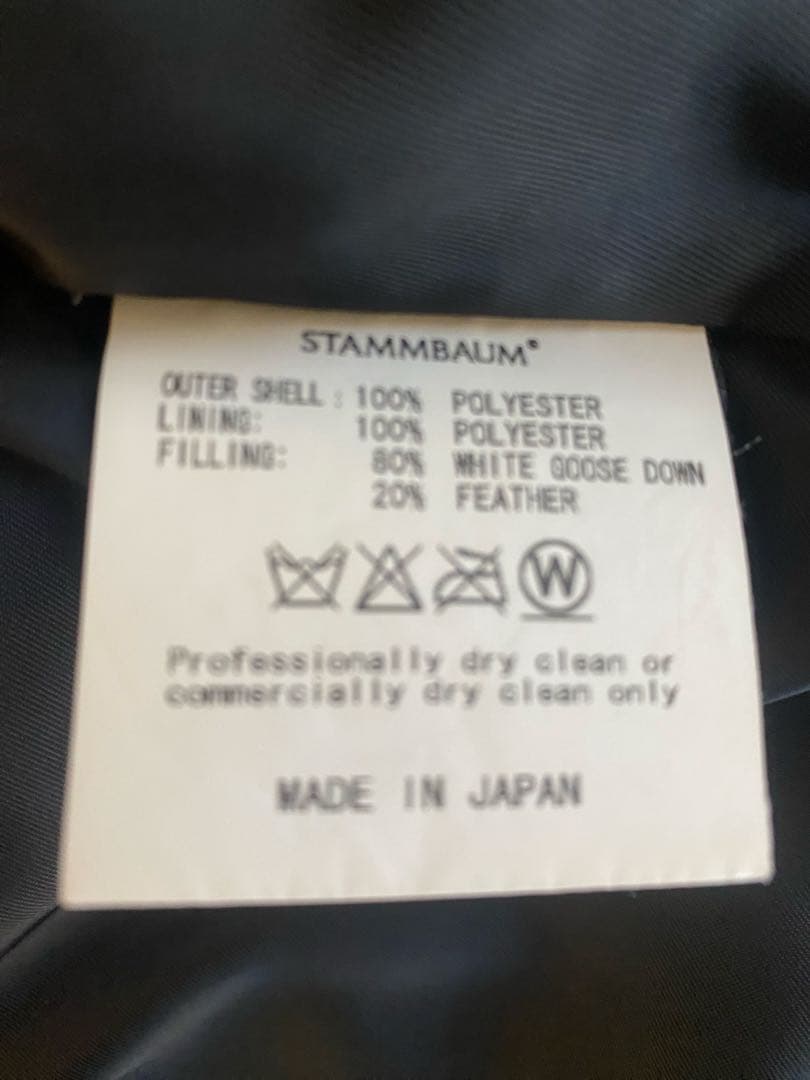 STAMMBAUM®
OUTER SHELL : 100% POLYESTER
LINING: 100% POLYESTER
FILLING: 80% WHITE GOOSE DOWN
20% FEATHER
W
Professionally dry clean or
commercially dry clean only
MADE IN JAPAN